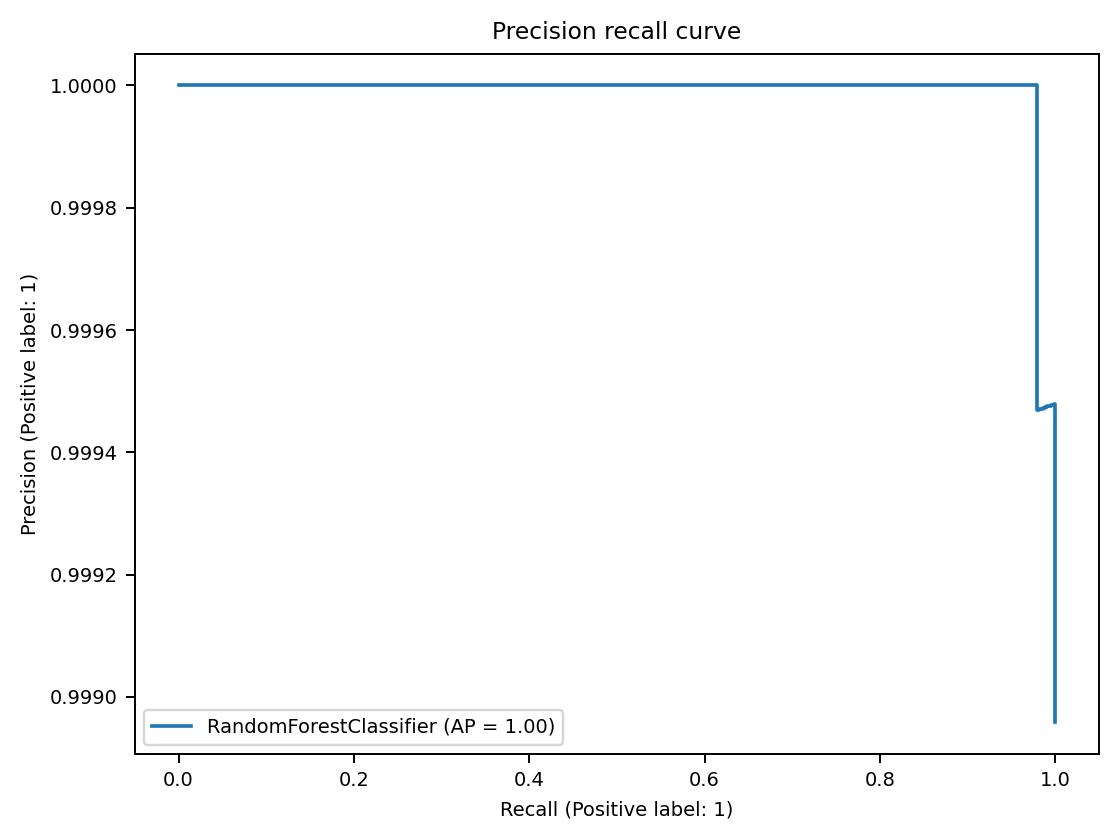 Precision recall curve
1.0000
0.9998
0.9996
0.9994
0.9992
0.9990
Precision (Positive label: 1)
RandomForestClassifier (AP = 1.00)
0.0 0.2 0.4 0.6 0.8 1.0
Recall (Positive label: 1)